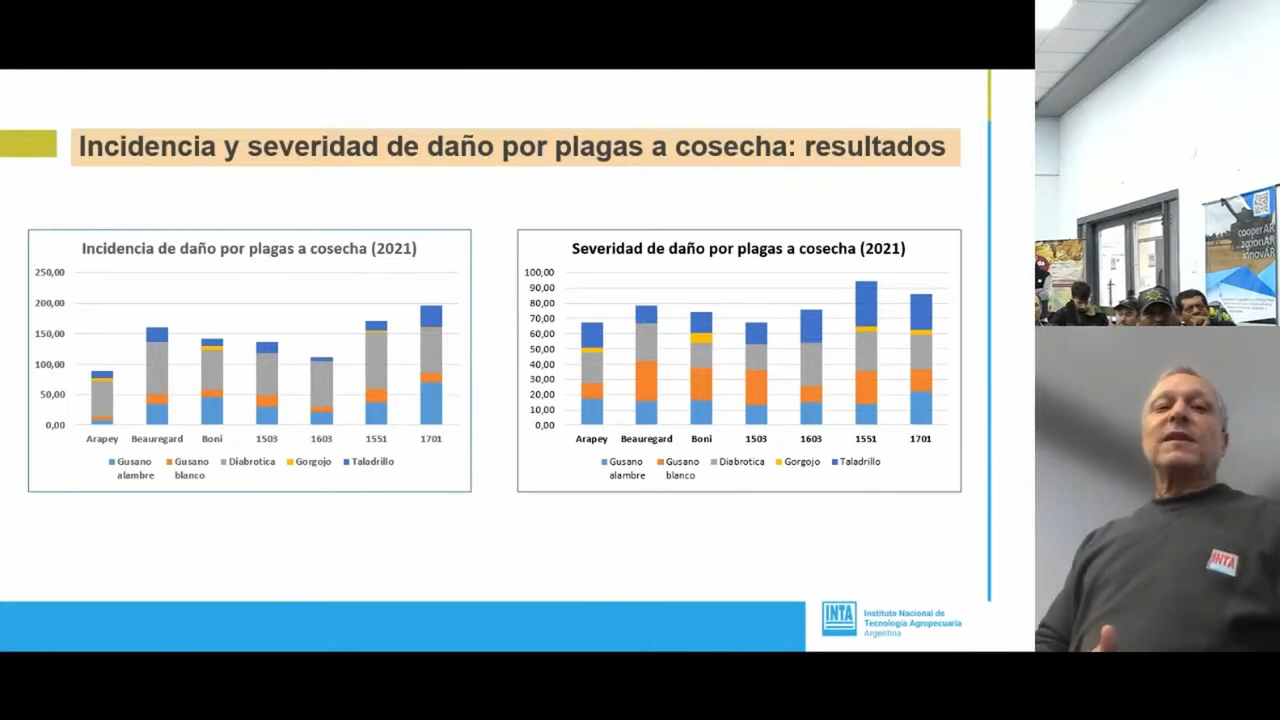 Incidencia y severidad de daño por plagas a cosecha: resultados
Incidencia de daño por plagas a cosecha (2021)
250,00
200,00
150,00
100,00
50,00
0,00
Arapey Beauregard Boni 1503 1603 1551 1701
Gusano alambre Gusano blanco Diabrotica Gorgojo Taladrillo
Severidad de daño por plagas a cosecha (2021)
100,00
90,00
80,00
70,00
60,00
50,00
40,00
30,00
20,00
10,00
0,00
Arapey Beauregard Boni 1503 1603 1551 1701
Gusano alambre Gusano blanco Diabrotica Gorgojo Taladrillo
INTA
Instituto Nacional de
Tecnología Agropecuaria
Argentina
cooperAR
accionAR
innovAR
INTA